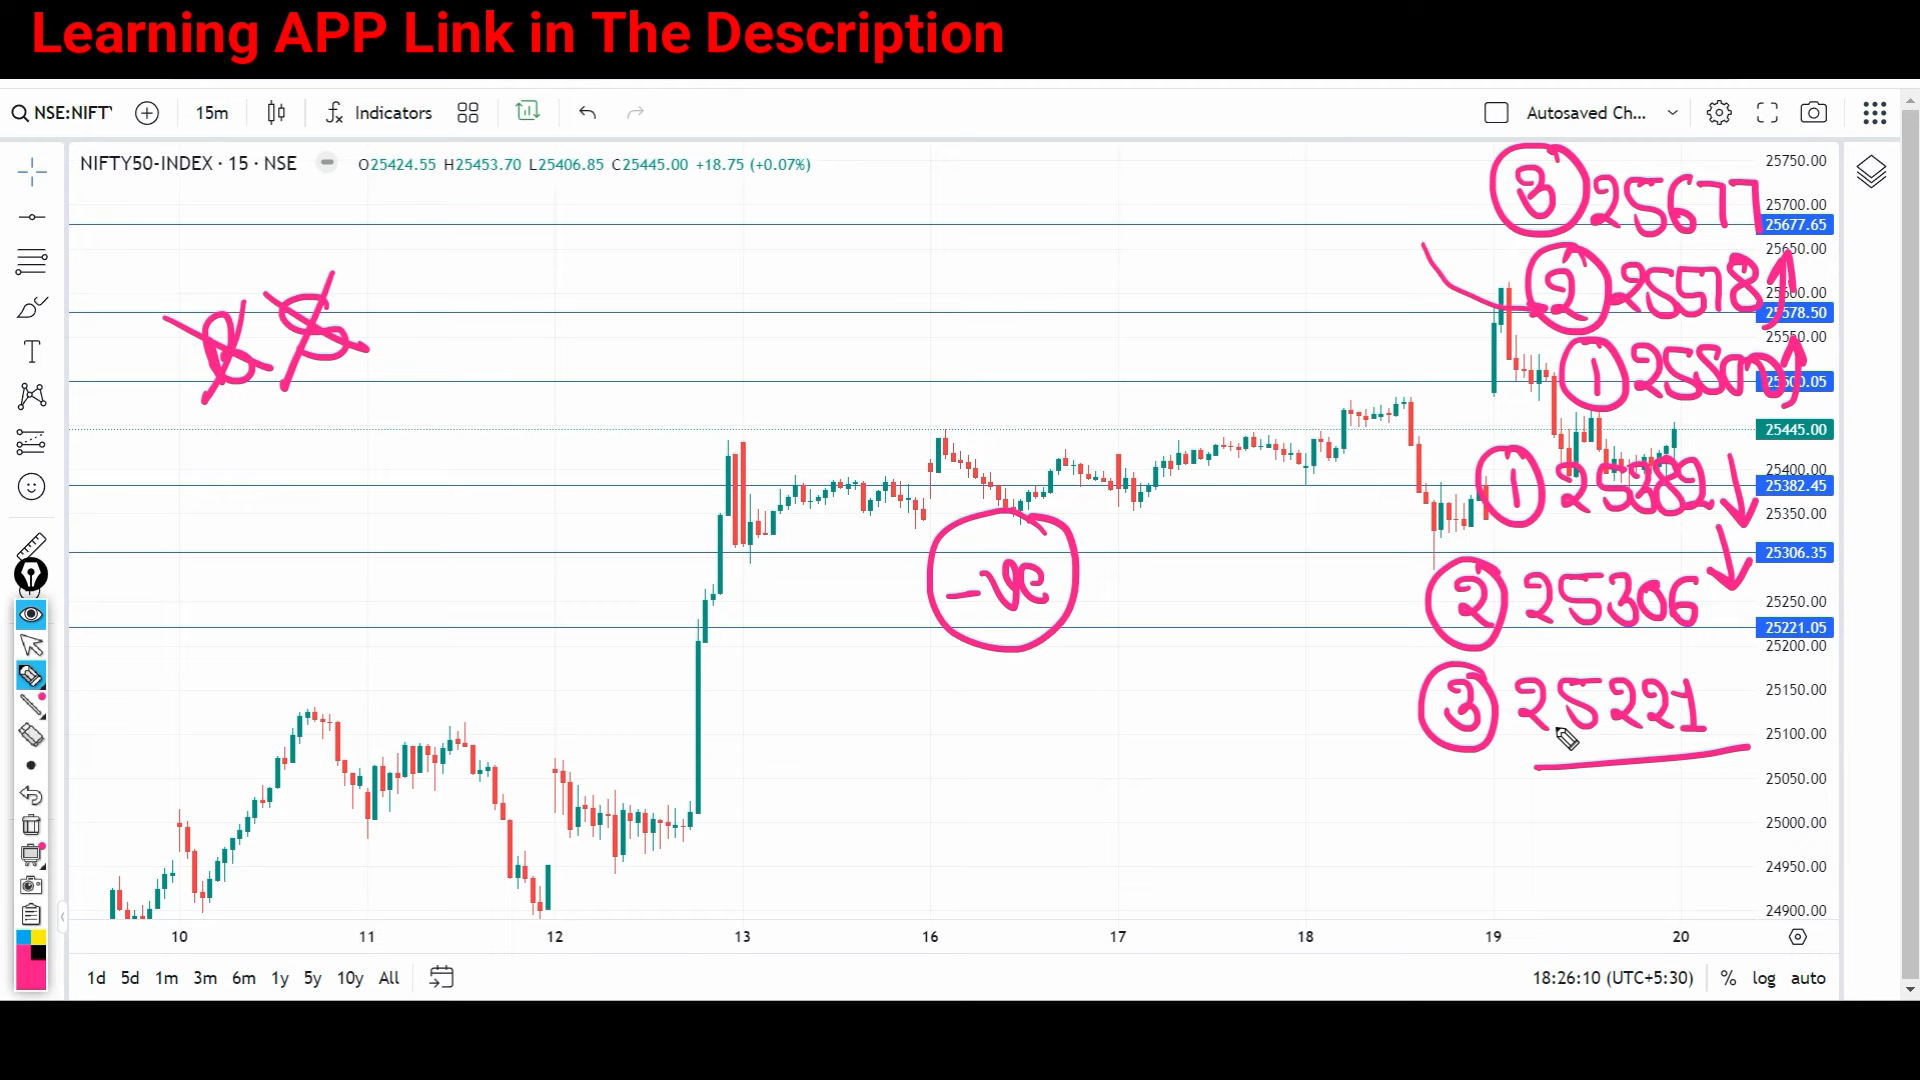 Learning APP Link in The Description
NSE:NIFT
15m
Indicators
Autosaved Ch...
NIFTY50-INDEX · 15 · NSE
O25424.55 H25453.70 L25406.85 C25445.00 +18.75 (+0.07%)
25750.00
25700.00
③ 25677
25677.65
25650.00
② 25578
25600.00
25578.50
25550.00
① 25500
25500.05
25445.00
25400.00
① 25382
25382.45
25350.00
25306.35
-ve
② 25306
25250.00
25221.05
25200.00
③ 25221
25150.00
25100.00
25050.00
25000.00
24950.00
24900.00
10 11 12 13 16 17 18 19 20
1d 5d 1m 3m 6m 1y 5y 10y All
18:26:10 (UTC+5:30)
% log auto